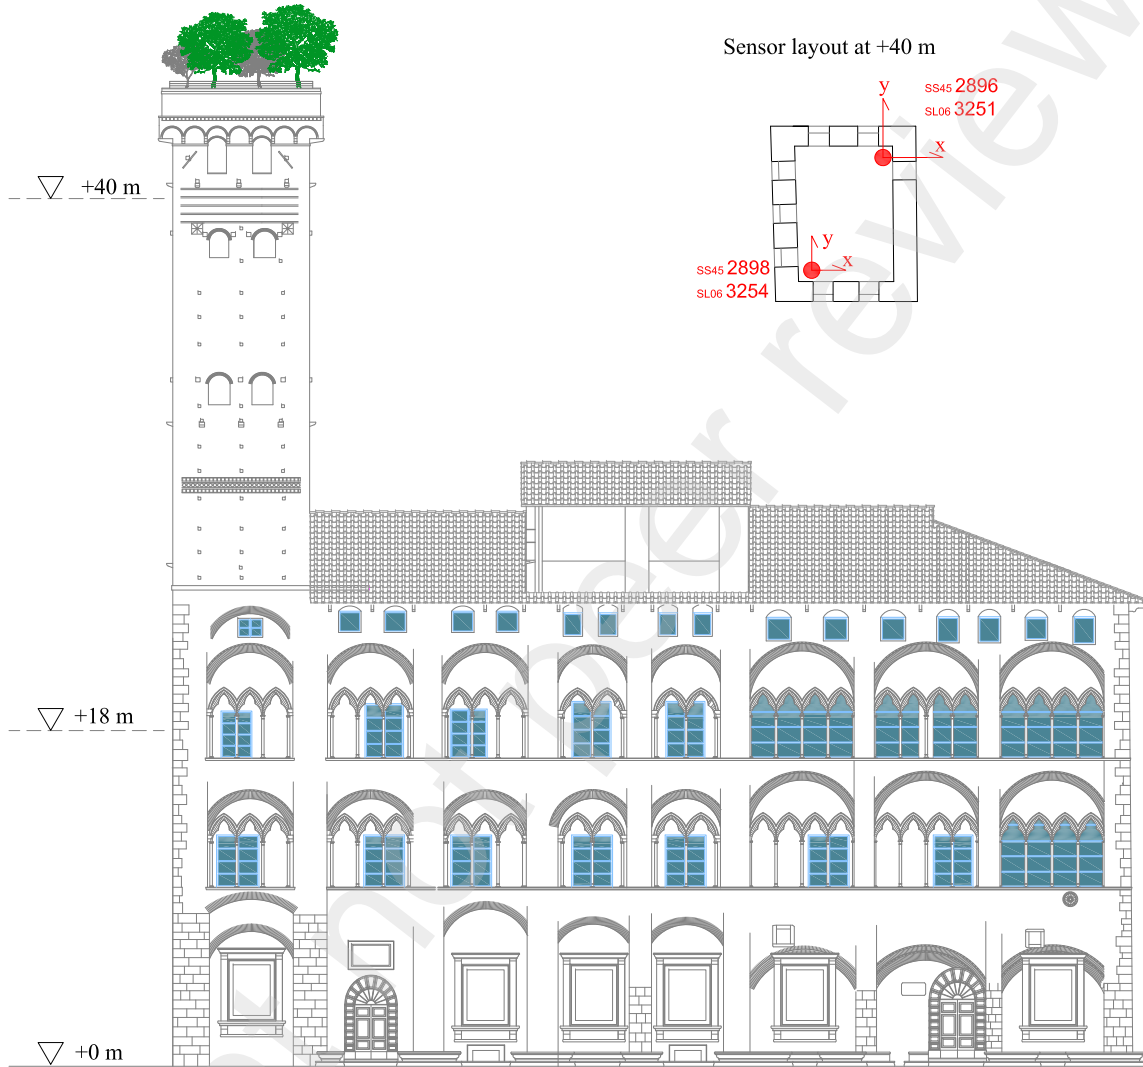 Sensor layout at +40 m
y
SS45 2896
SL06 3251
x
+40 m
y
x
SS45 2898
SL06 3254
+18 m
+0 m
not peer review